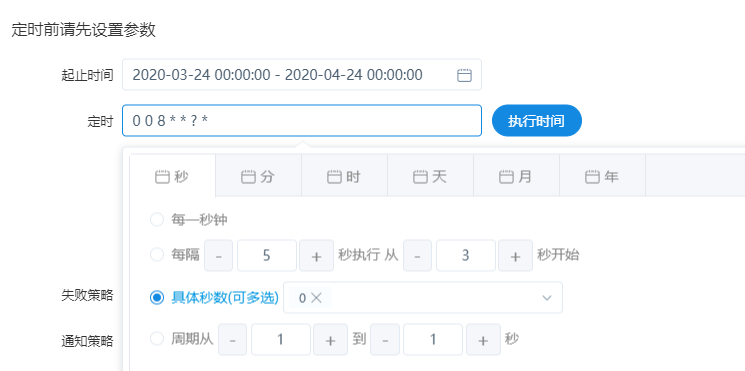 定时前请先设置参数
起止时间 2020-03-24 00:00:00 - 2020-04-24 00:00:00
定时 0 0 8 * * ? * 执行时间
秒 分 时 天 月 年
每一秒钟
每隔 - 5 + 秒执行 从 - 3 + 秒开始
失败策略 具体秒数(可多选) 0
通知策略 周期从 - 1 + 到 - 1 + 秒